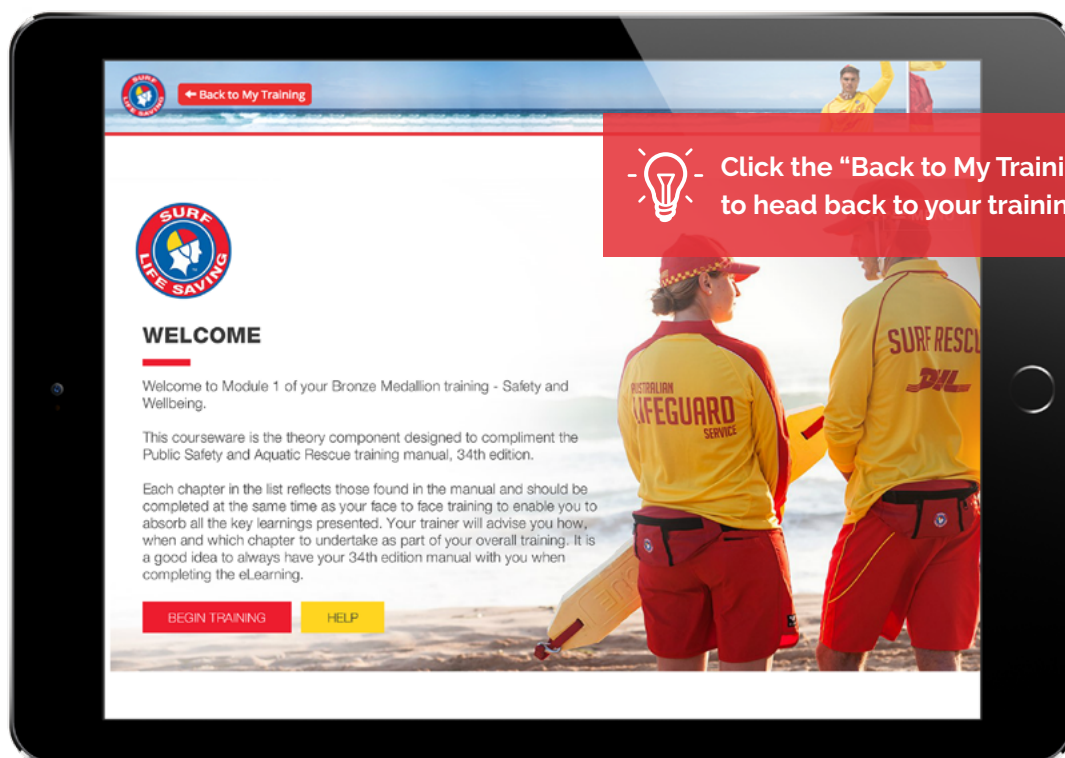 SURF
LIFE SAVING
Back to My Training
Click the “Back to My Traini
to head back to your trainin
SURF
LIFE SAVING
WELCOME
Welcome to Module 1 of your Bronze Medallion training - Safety and
Wellbeing.
This courseware is the theory component designed to compliment the
Public Safety and Aquatic Rescue training manual, 34th edition.
Each chapter in the list reflects those found in the manual and should be
completed at the same time as your face to face training to enable you to
absorb all the key learnings presented. Your trainer will advise you how,
when and which chapter to undertake as part of your overall training. It is
a good idea to always have your 34th edition manual with you when
completing the eLearning.
BEGIN TRAINING
HELP
AUSTRALIAN
LIFEGUARD
SERVICE
SURF RESCU
DHL